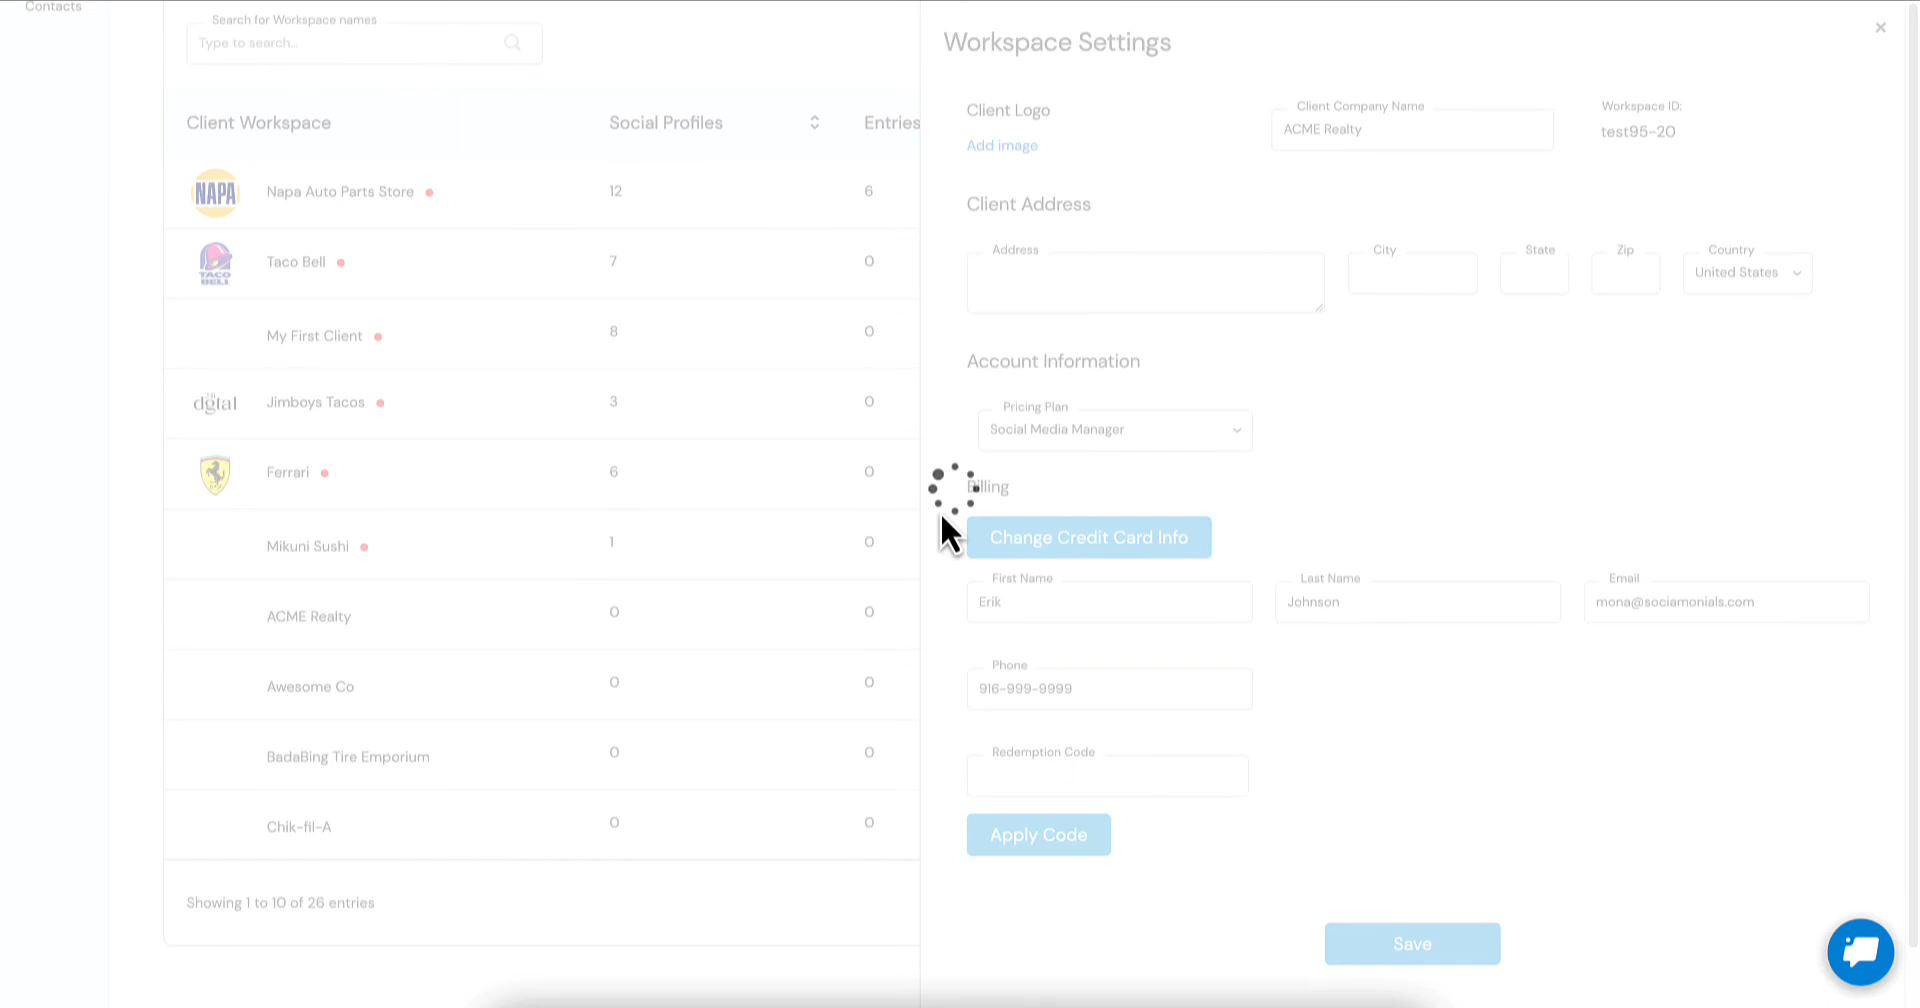 Contacts
Search for Workspace names
Type to search...
Client Workspace
Social Profiles
Entries
NAPA
Napa Auto Parts Store
12
6
TACO
BELL
Taco Bell
7
0
My First Client
8
0
dgtal
Jimboys Tacos
3
0
Ferrari
6
0
Mikuni Sushi
1
0
ACME Realty
0
0
Awesome Co
0
0
BadaBing Tire Emporium
0
0
Chik-fil-A
0
0
Showing 1 to 10 of 26 entries
Workspace Settings
Client Logo
Add image
Client Company Name
ACME Realty
Workspace ID:
test95-20
Client Address
Address
City
State
Zip
Country
United States
Account Information
Pricing Plan
Social Media Manager
Billing
Change Credit Card Info
First Name
Erik
Last Name
Johnson
Email
mona@sociamonials.com
Phone
916-999-9999
Redemption Code
Apply Code
Save